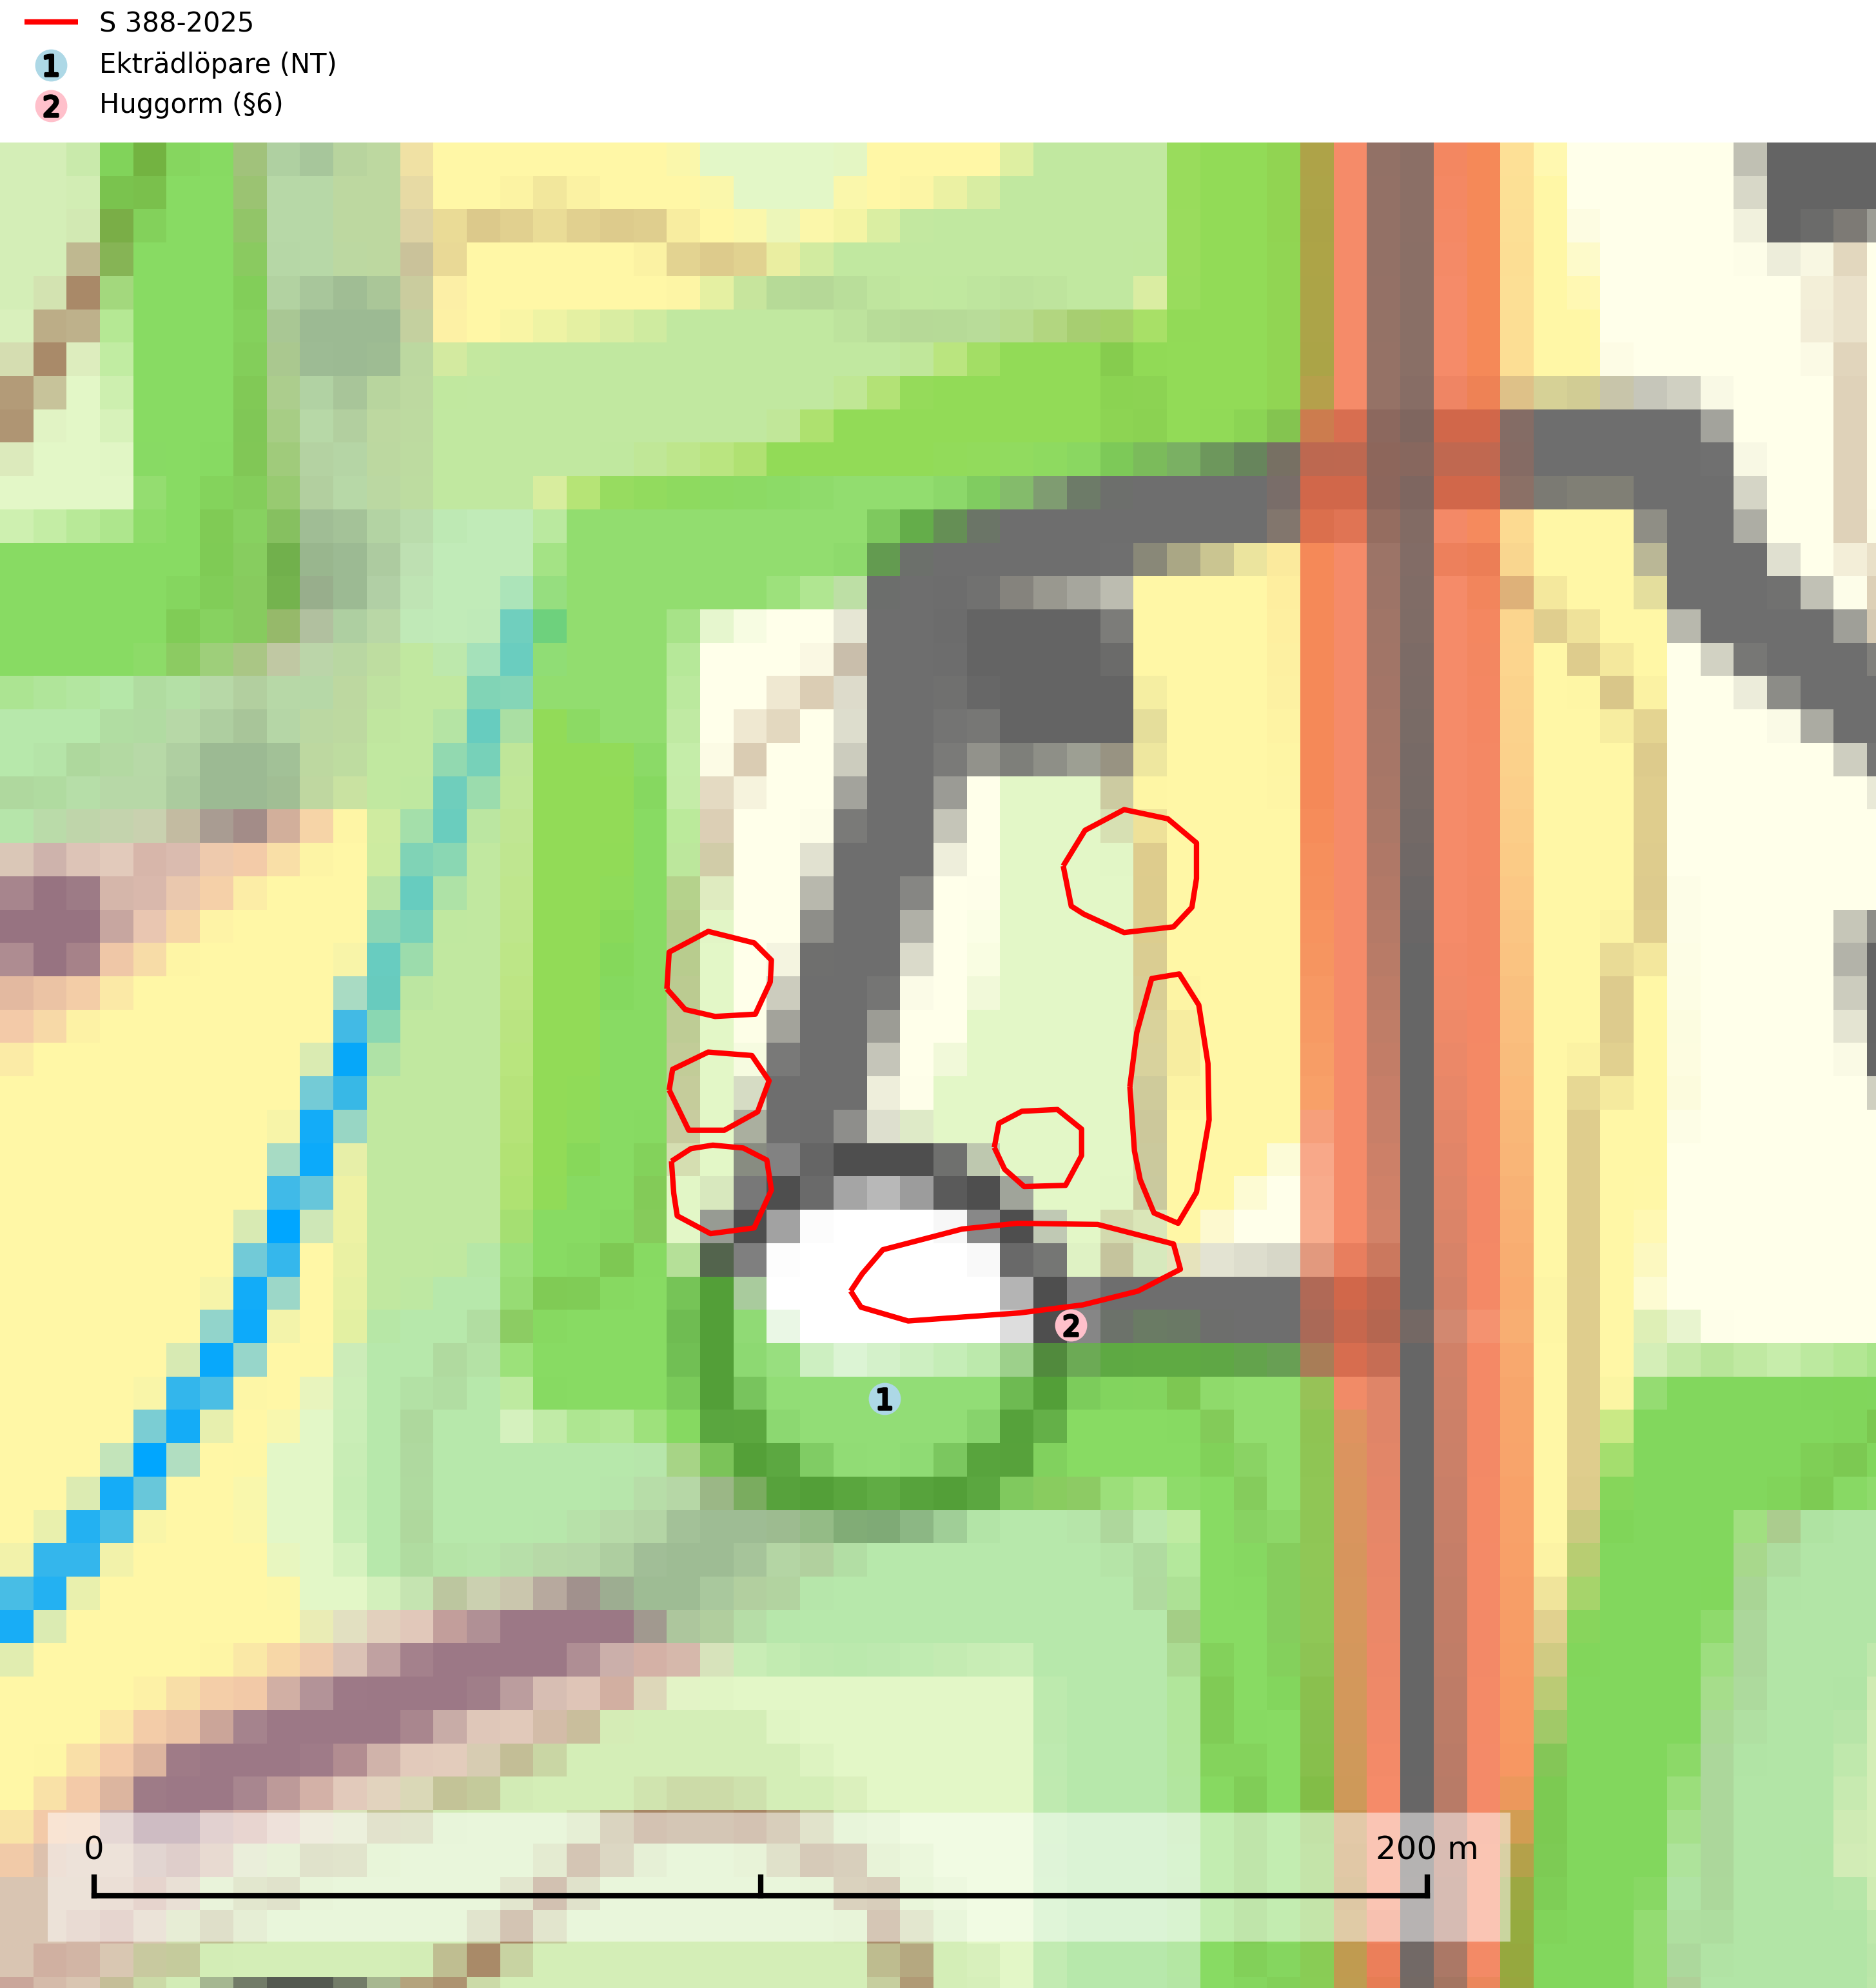 S 388-2025
1 Ekträdlöpare (NT)
2 Huggorm (§6)
2
1
0 200 m